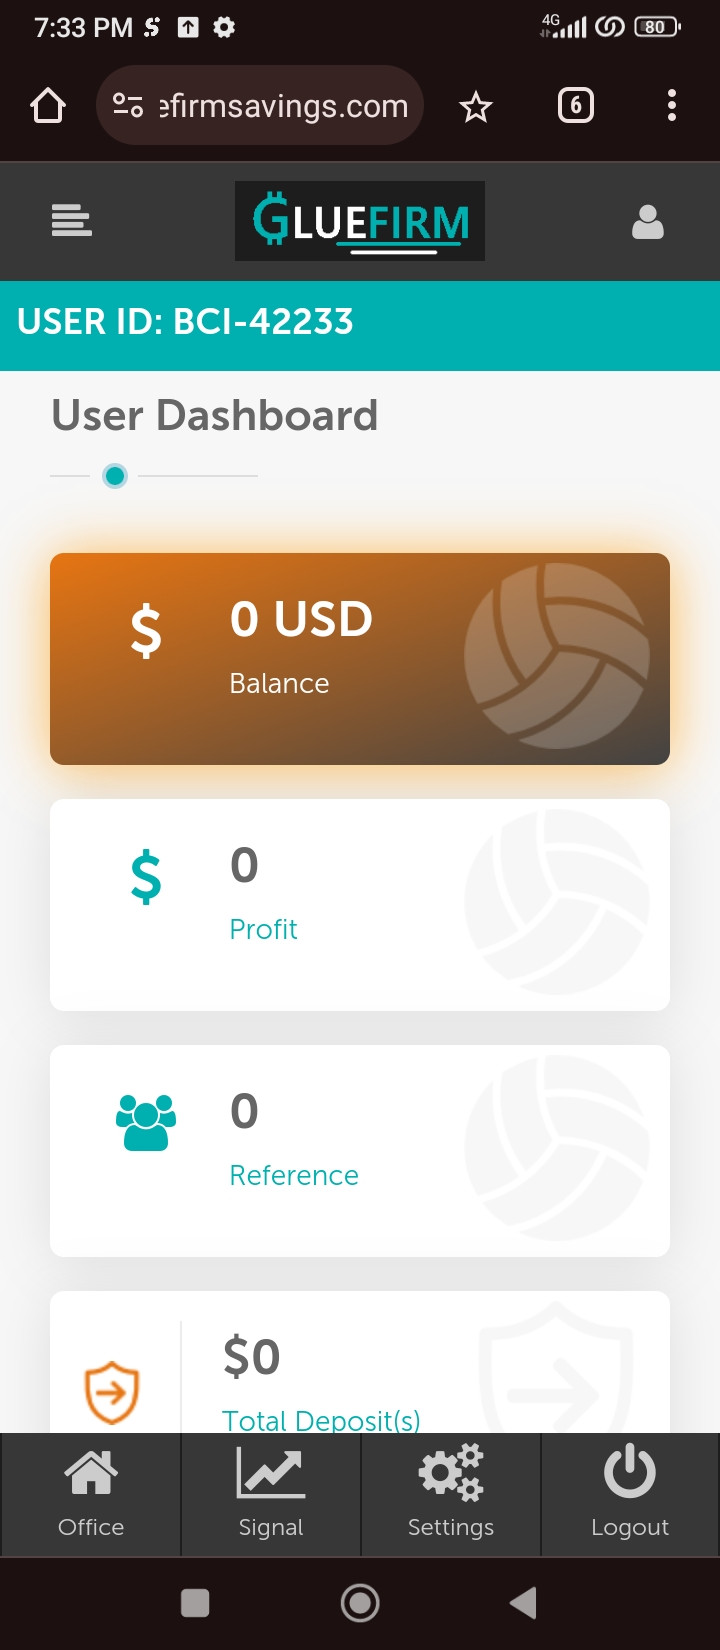 7:33 PM
4G
80
efirmsavings.com
6
GLUEFIRM
USER ID: BCI-42233
User Dashboard
$
0 USD
Balance
$
0
Profit
0
Reference
$0
Total Deposit(s)
Office
Signal
Settings
Logout